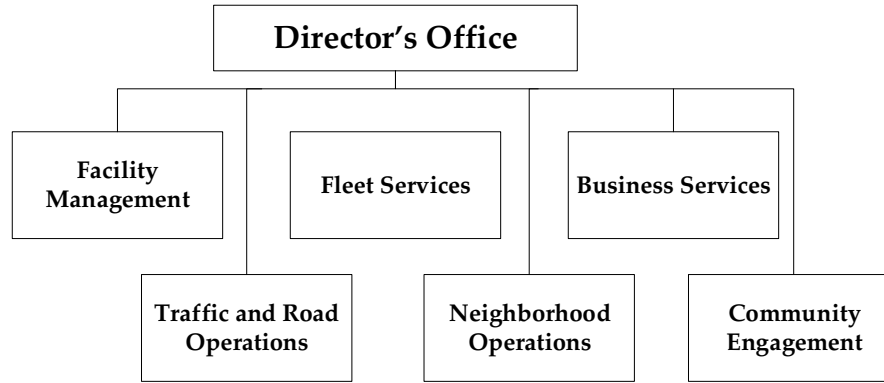 Director’s Office
Facility
Management
Fleet Services
Business Services
Traffic and Road
Operations
Neighborhood
Operations
Community
Engagement